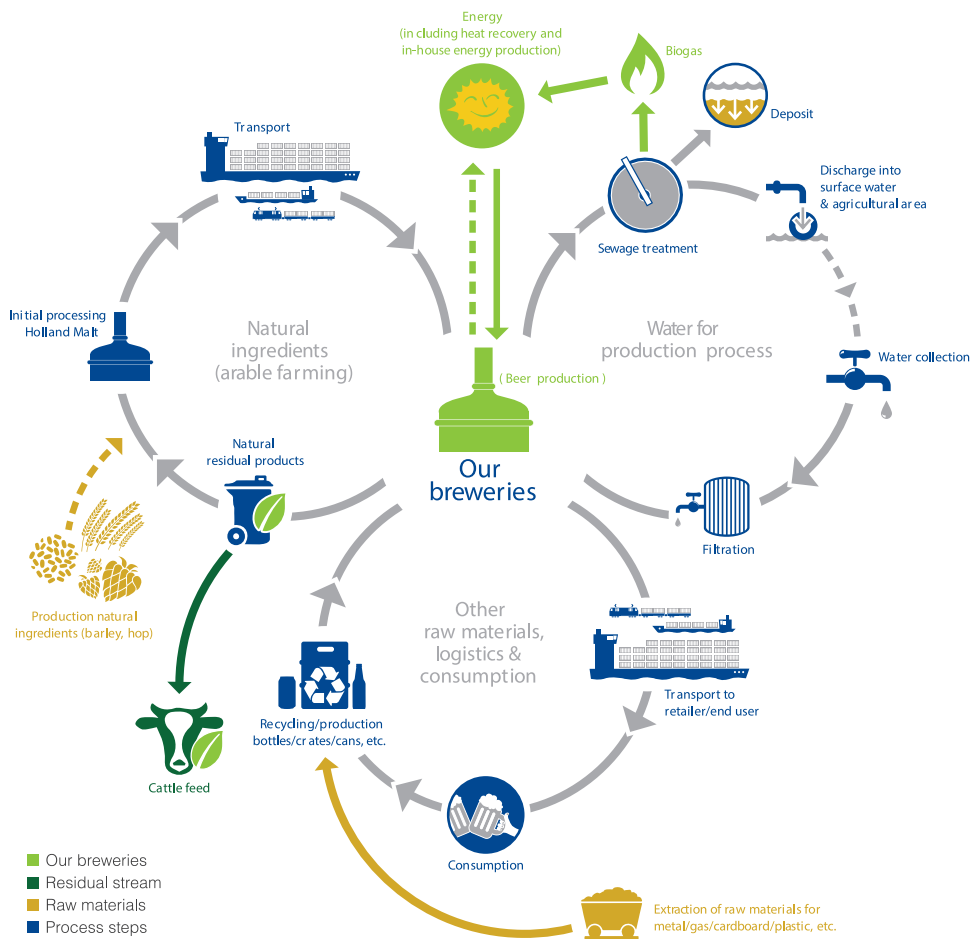 Energy
(in cluding heat recovery and
in-house energy production)
Biogas
Deposit
Transport
Discharge into
surface water
& agricultural area
Sewage treatment
Initial processing
Holland Malt
Natural
ingredients
(arable farming)
Water for
production process
Water collection
( Beer production )
Natural
residual products
Our
breweries
Filtration
Production natural
ingredients (barley, hop)
Other
raw materials,
logistics &
consumption
Transport to
retailer/end user
Recycling/production
bottles/crates/cans, etc.
Cattle feed
Consumption
Our breweries
Residual stream
Raw materials
Process steps
Extraction of raw materials for
metal/gas/cardboard/plastic, etc.